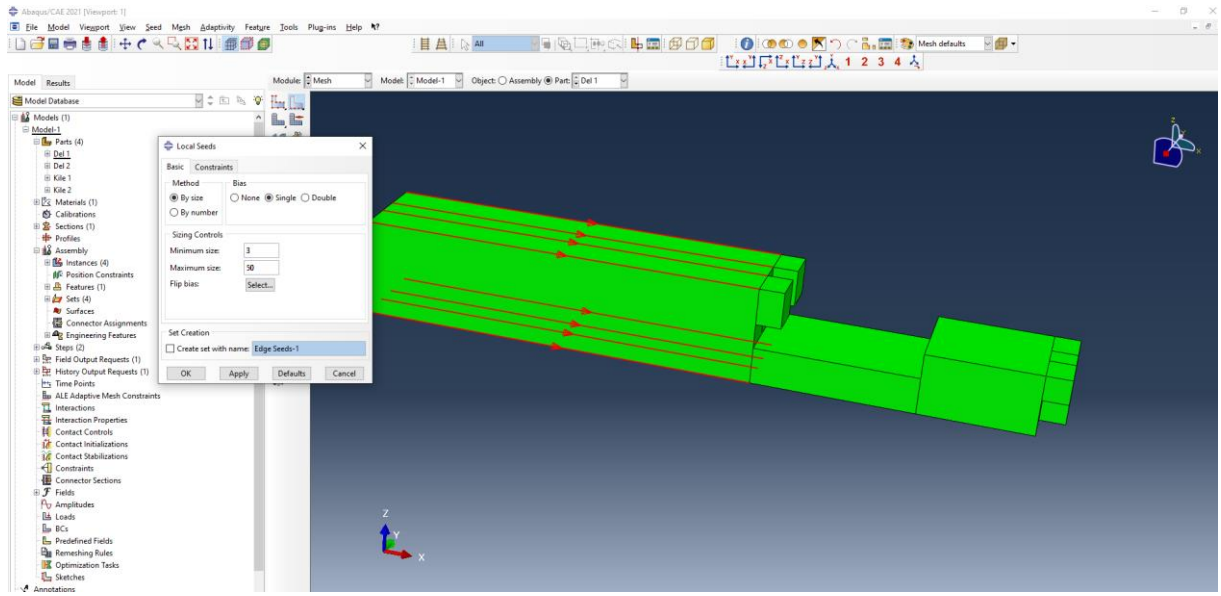 Abaqus/CAE 2021 [Viewport: 1]
File Model Viewport View Seed Mesh Adaptivity Feature Tools Plug-ins Help
All
Mesh defaults
1 2 3 4
Model Results
Module: Mesh Model: Model-1 Object: Assembly Part: Del 1
Model Database
Models (1)
Model-1
Parts (4)
Del 1
Del 2
Kile 1
Kile 2
Materials (1)
Calibrations
Sections (1)
Profiles
Assembly
Instances (4)
Position Constraints
Features (1)
Sets (4)
Surfaces
Connector Assignments
Engineering Features
Steps (2)
Field Output Requests (1)
History Output Requests (1)
Time Points
ALE Adaptive Mesh Constraints
Interactions
Interaction Properties
Contact Controls
Contact Initializations
Contact Stabilizations
Constraints
Connector Sections
Fields
Amplitudes
Loads
BCs
Predefined Fields
Remeshing Rules
Optimization Tasks
Sketches
Annotations
Local Seeds
Basic Constraints
Method Bias
By size None Single Double
By number
Sizing Controls
Minimum size: 3
Maximum size: 50
Flip bias: Select...
Set Creation
Create set with name: Edge Seeds-1
OK Apply Defaults Cancel
Z
Y
X